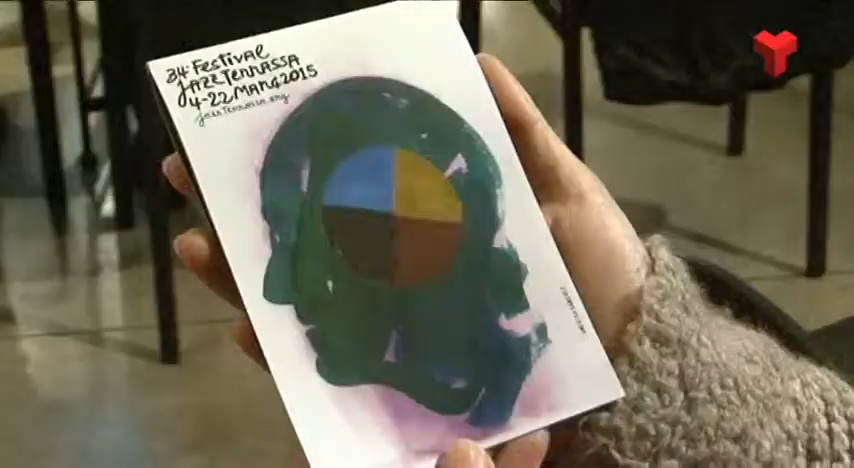 34è Festival
Jazz Terrassa
4-22 Març 2015
jazzterrassa.org